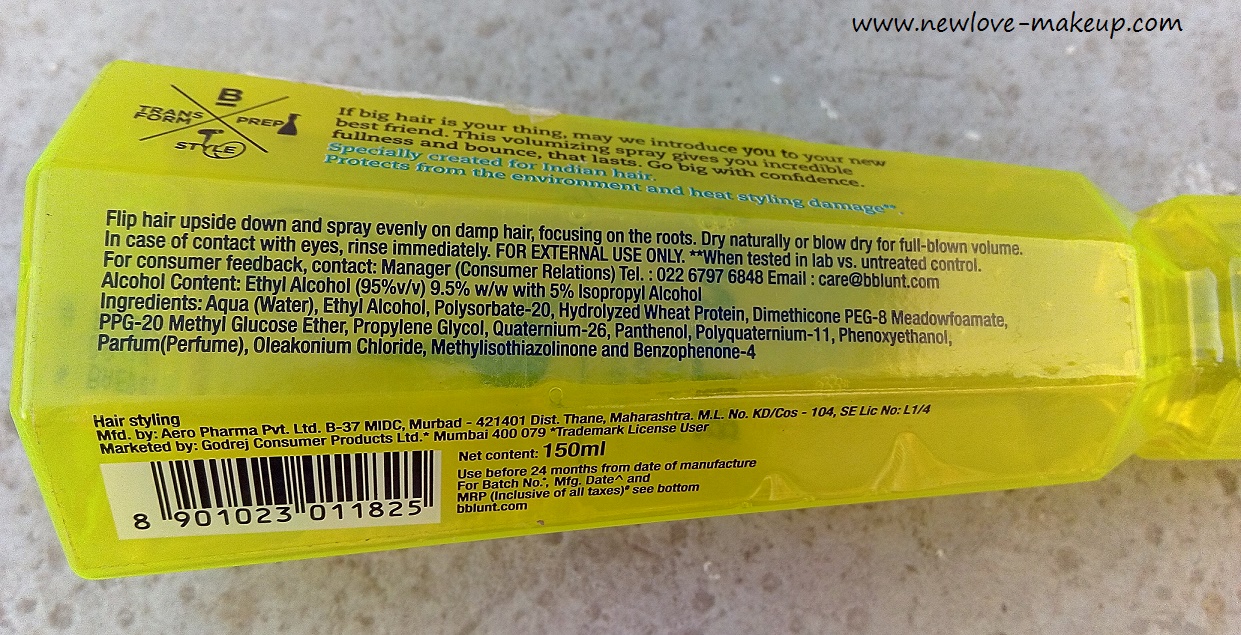 www.newlove-makeup.com
B
TRANS
FORM
PREP
STYLE
If big hair is your thing, may we introduce you to your new
best friend. This volumizing spray gives you incredible
fullness and bounce, that lasts. Go big with confidence.
Specially created for Indian hair.
Protects from the environment and heat styling damage**.
Flip hair upside down and spray evenly on damp hair, focusing on the roots. Dry naturally or blow dry for full-blown volume.
In case of contact with eyes, rinse immediately. FOR EXTERNAL USE ONLY. **When tested in lab vs. untreated control.
For consumer feedback, contact: Manager (Consumer Relations) Tel. : 022 6797 6848 Email : care@bblunt.com
Alcohol Content: Ethyl Alcohol (95%v/v) 9.5% w/w with 5% Isopropyl Alcohol
Ingredients: Aqua (Water), Ethyl Alcohol, Polysorbate-20, Hydrolyzed Wheat Protein, Dimethicone PEG-8 Meadowfoamate,
PPG-20 Methyl Glucose Ether, Propylene Glycol, Quaternium-26, Panthenol, Polyquaternium-11, Phenoxyethanol,
Parfum(Perfume), Oleakonium Chloride, Methylisothiazolinone and Benzophenone-4
Hair styling
Mfd. by: Aero Pharma Pvt. Ltd. B-37 MIDC, Murbad - 421401 Dist. Thane, Maharashtra. M.L. No. KD/Cos - 104, SE Lic No: L1/4
Marketed by: Godrej Consumer Products Ltd.* Mumbai 400 079 *Trademark License User
Net content: 150ml
Use before 24 months from date of manufacture
For Batch No.*, Mfg. Date^ and
MRP (Inclusive of all taxes)# see bottom
bblunt.com
8 901023 011825